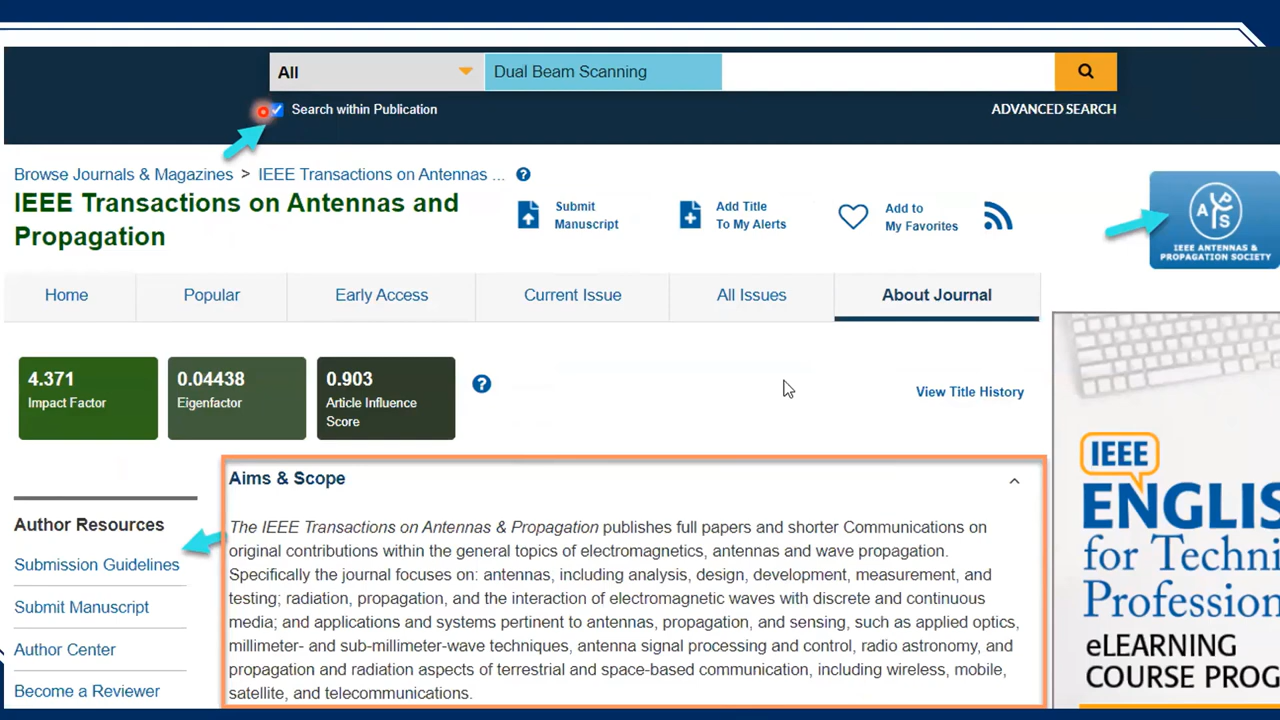 All
Dual Beam Scanning
Search within Publication
ADVANCED SEARCH
Browse Journals & Magazines > IEEE Transactions on Antennas ...
IEEE Transactions on Antennas and
Propagation
Submit
Manuscript
Add Title
To My Alerts
Add to
My Favorites
APS
IEEE ANTENNAS &
PROPAGATION SOCIETY
Home
Popular
Early Access
Current Issue
All Issues
About Journal
4.371
Impact Factor
0.04438
Eigenfactor
0.903
Article Influence
Score
View Title History
Author Resources
Submission Guidelines
Submit Manuscript
Author Center
Become a Reviewer
Aims & Scope
The IEEE Transactions on Antennas & Propagation publishes full papers and shorter Communications on
original contributions within the general topics of electromagnetics, antennas and wave propagation.
Specifically the journal focuses on: antennas, including analysis, design, development, measurement, and
testing; radiation, propagation, and the interaction of electromagnetic waves with discrete and continuous
media; and applications and systems pertinent to antennas, propagation, and sensing, such as applied optics,
millimeter- and sub-millimeter-wave techniques, antenna signal processing and control, radio astronomy, and
propagation and radiation aspects of terrestrial and space-based communication, including wireless, mobile,
satellite, and telecommunications.
IEEE
ENGLIS
for Techni
Profession
eLEARNING
COURSE PROG